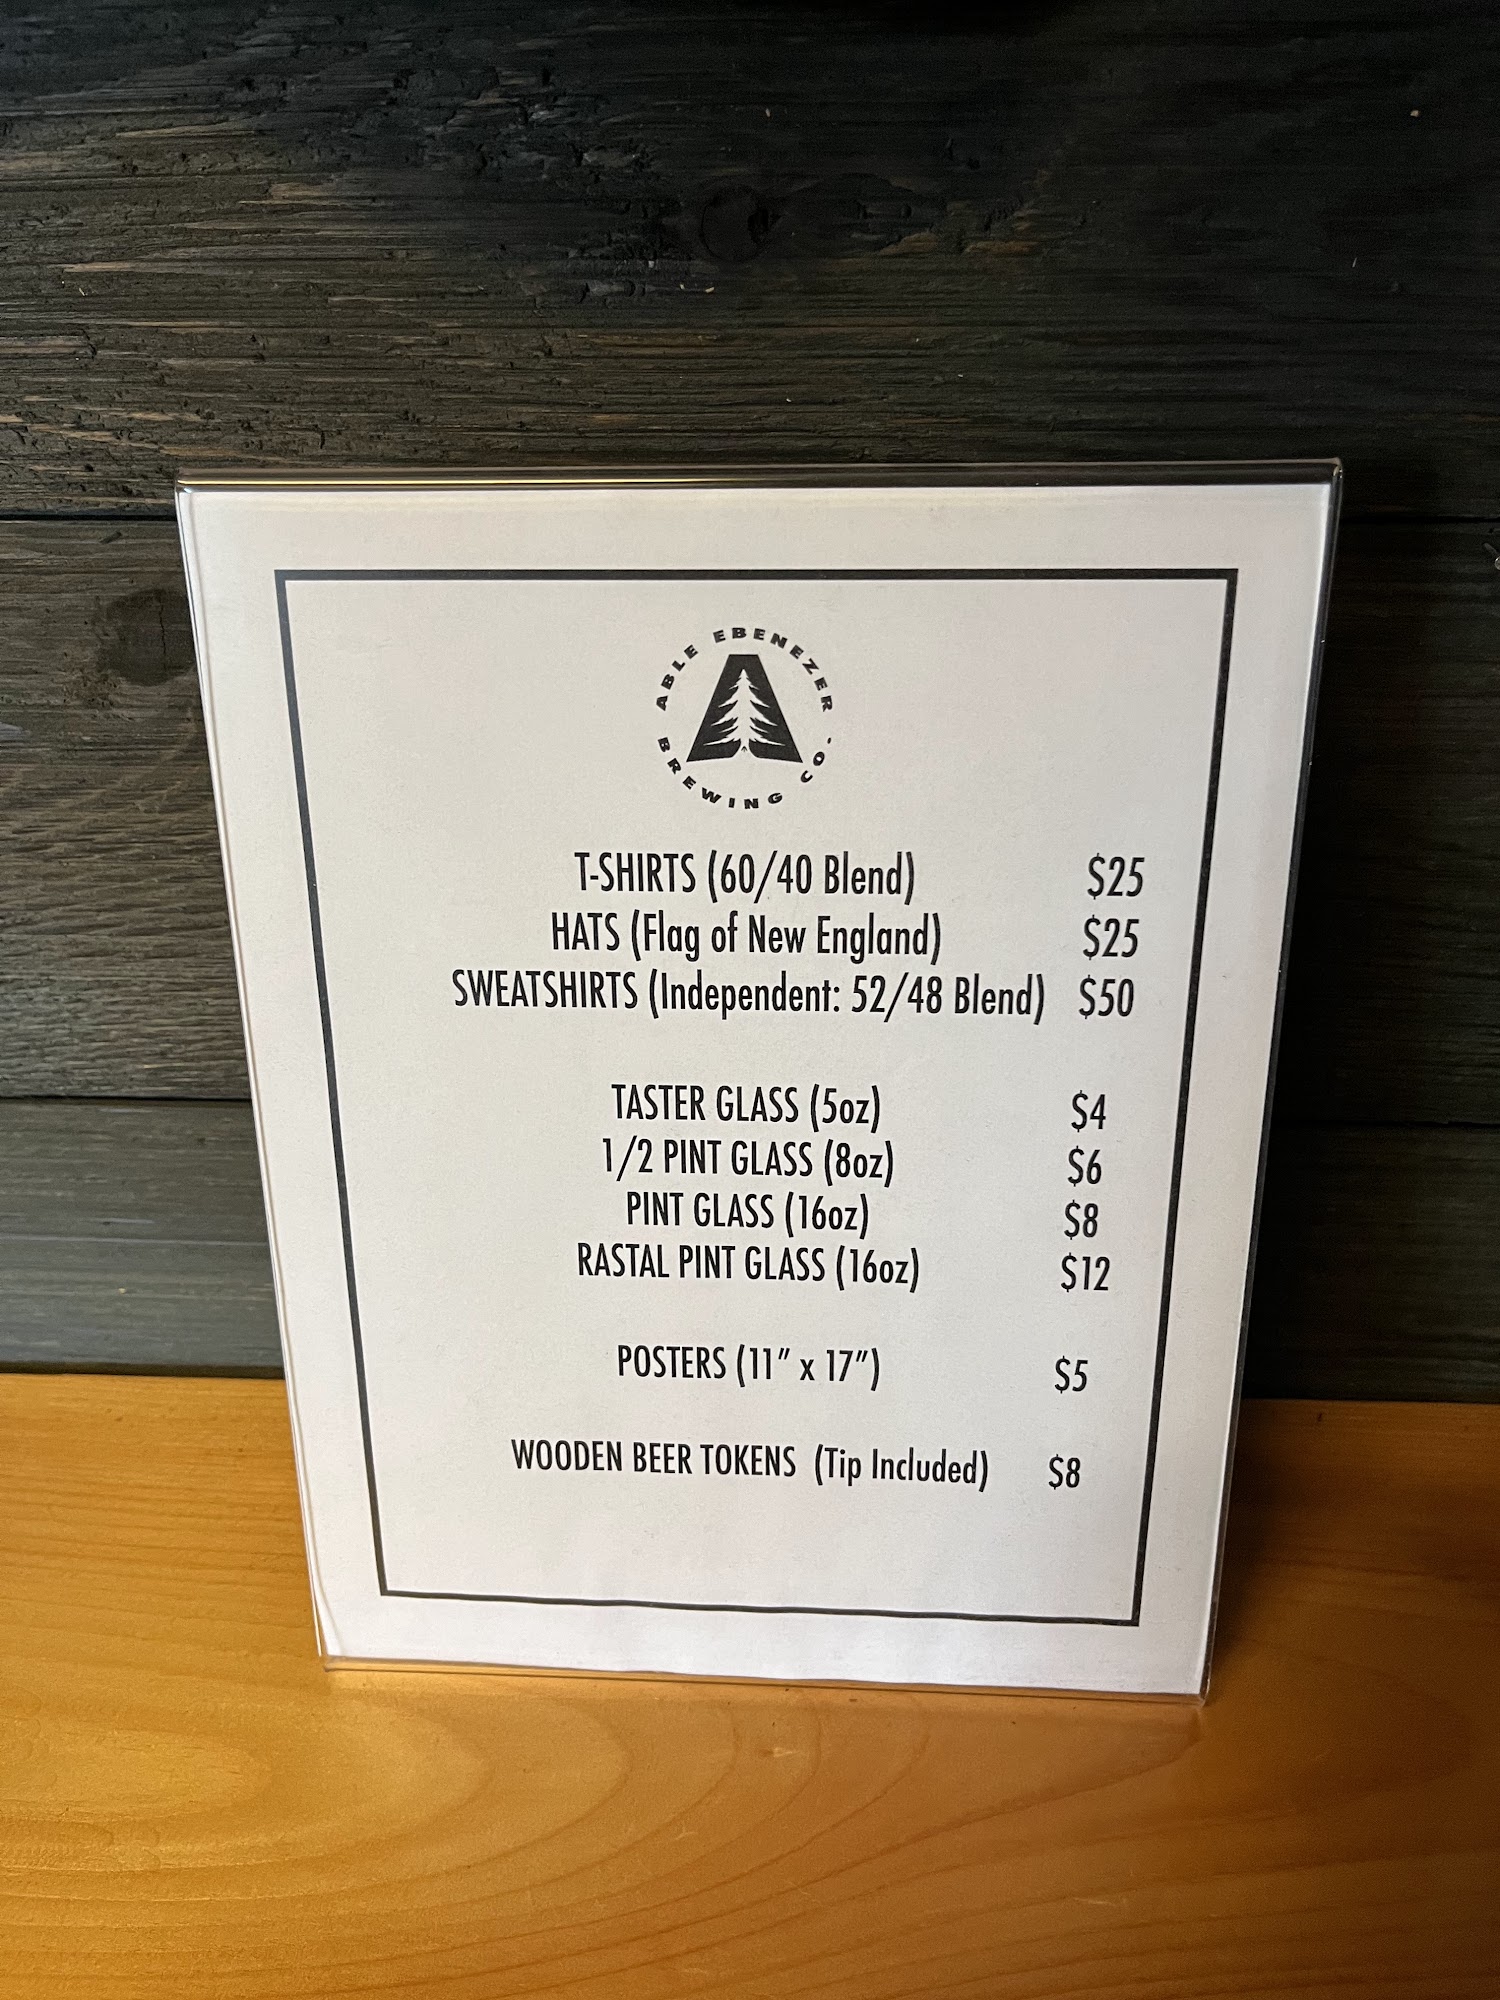 ABLE EBENEZER
BREWING CO.
T-SHIRTS (60/40 Blend) $25
HATS (Flag of New England) $25
SWEATSHIRTS (Independent: 52/48 Blend) $50
TASTER GLASS (5oz) $4
1/2 PINT GLASS (8oz) $6
PINT GLASS (16oz) $8
RASTAL PINT GLASS (16oz) $12
POSTERS (11” x 17”) $5
WOODEN BEER TOKENS (Tip Included) $8